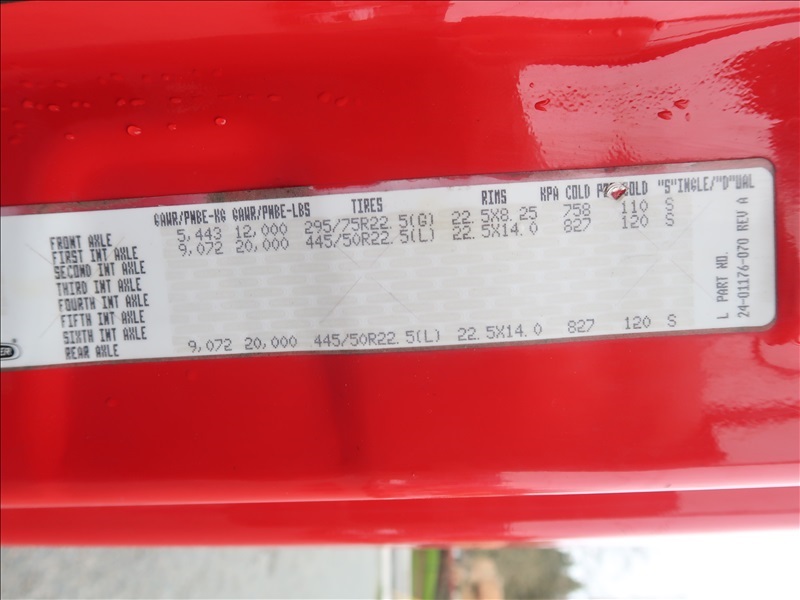 GAWR/PNBE-KG GAWR/PNBE-LBS TIRES RIMS KPA COLD COLD "S"INGLE/"D"UAL
FRONT AXLE 5,443 12,000 295/75R22.5(G) 22.5X8.25 758 110 S
FIRST INT AXLE 9,072 20,000 445/50R22.5(L) 22.5X14.0 827 120 S
SECOND INT AXLE
THIRD INT AXLE
FOURTH INT AXLE
FIFTH INT AXLE
SIXTH INT AXLE
REAR AXLE 9,072 20,000 445/50R22.5(L) 22.5X14.0 827 120 S
L PART NO.
24-01176-070 REV A